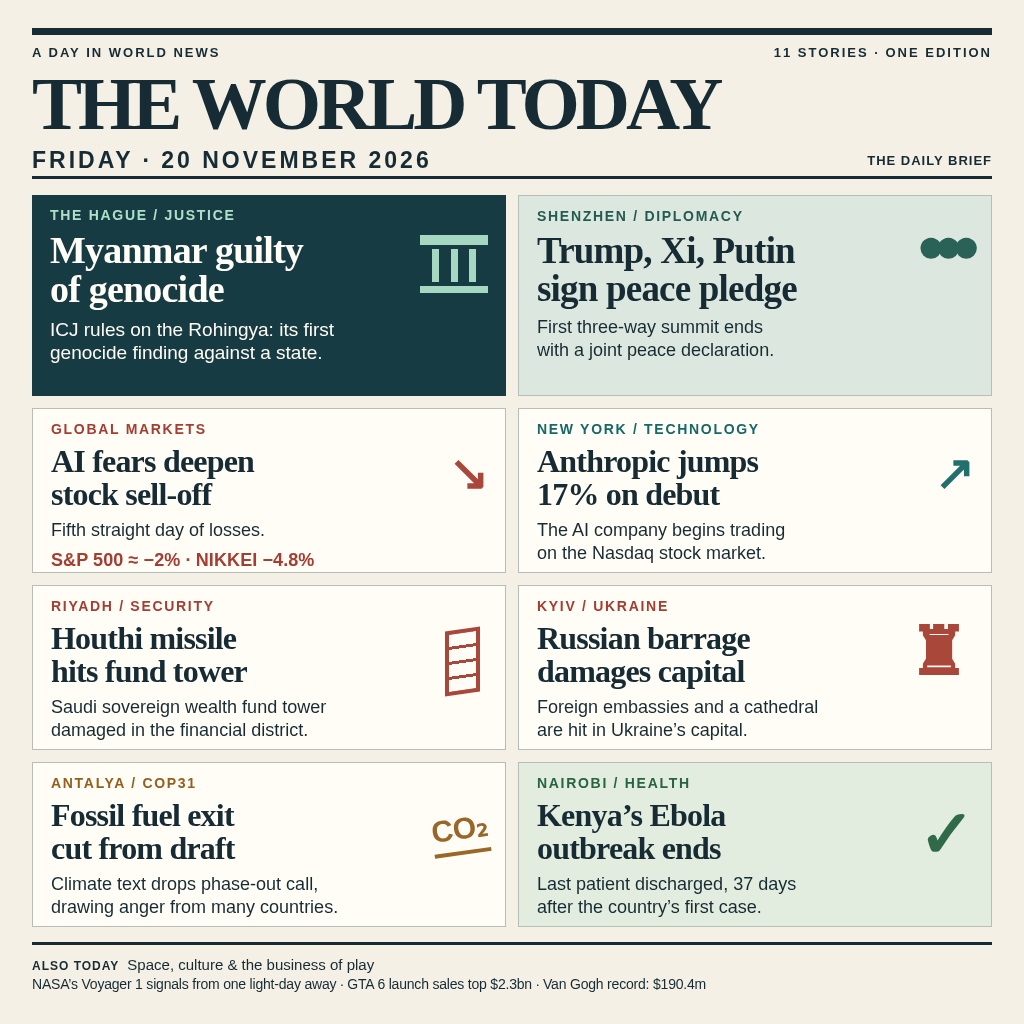 A DAY IN WORLD NEWS
11 STORIES · ONE EDITION
THE WORLD TODAY
FRIDAY · 20 NOVEMBER 2026
THE DAILY BRIEF
THE HAGUE / JUSTICE
Myanmar guilty
of genocide
ICJ rules on the Rohingya: its first
genocide finding against a state.
SHENZHEN / DIPLOMACY
Trump, Xi, Putin
sign peace pledge
First three-way summit ends
with a joint peace declaration.
GLOBAL MARKETS
AI fears deepen
stock sell-off
Fifth straight day of losses.
S&P 500 ≈ −2% · NIKKEI −4.8%
NEW YORK / TECHNOLOGY
Anthropic jumps
17% on debut
The AI company begins trading
on the Nasdaq stock market.
RIYADH / SECURITY
Houthi missile
hits fund tower
Saudi sovereign wealth fund tower
damaged in the financial district.
KYIV / UKRAINE
Russian barrage
damages capital
Foreign embassies and a cathedral
are hit in Ukraine’s capital.
ANTALYA / COP31
Fossil fuel exit
cut from draft
Climate text drops phase-out call,
drawing anger from many countries.
CO₂
NAIROBI / HEALTH
Kenya’s Ebola
outbreak ends
Last patient discharged, 37 days
after the country’s first case.
ALSO TODAY Space, culture & the business of play
NASA’s Voyager 1 signals from one light-day away · GTA 6 launch sales top $2.3bn · Van Gogh record: $190.4m